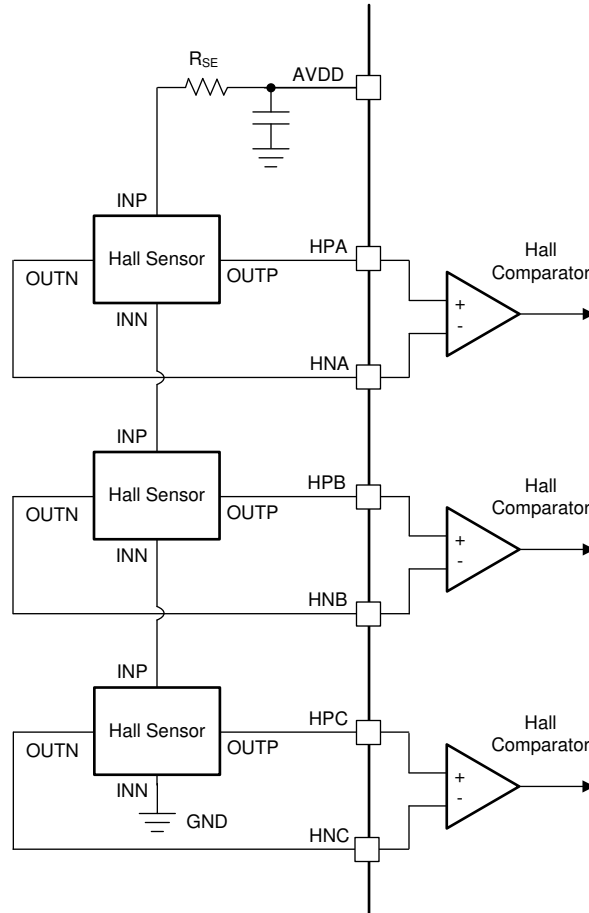 RSE
AVDD
INP
Hall Sensor
OUTN
OUTP
INN
HPA
HNA
Hall
Comparator
+
-
INP
Hall Sensor
OUTN
OUTP
INN
HPB
HNB
Hall
Comparator
+
-
INP
Hall Sensor
OUTN
OUTP
INN
GND
HPC
HNC
Hall
Comparator
+
-